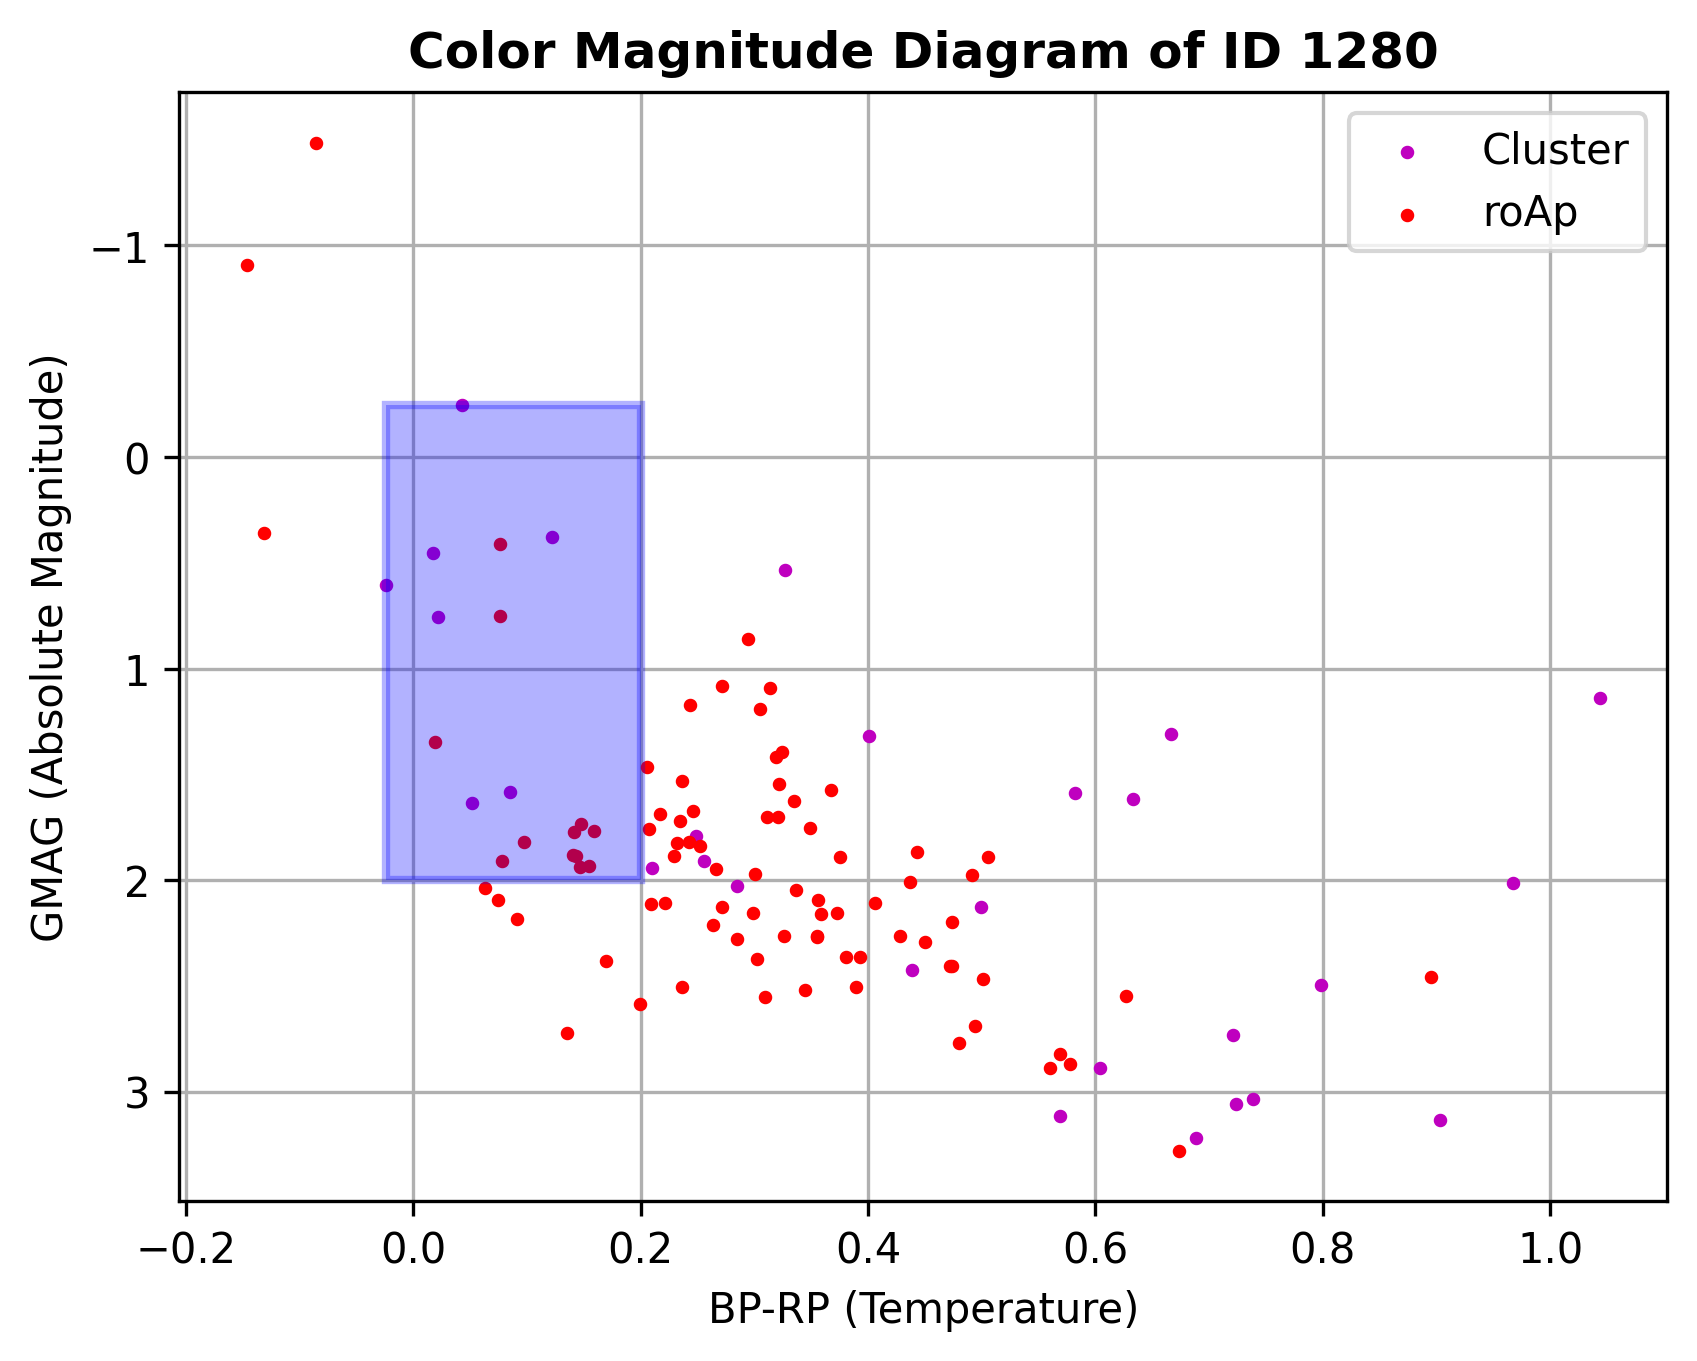 Color Magnitude Diagram of ID 1280
Cluster
roAp
GMAG (Absolute Magnitude)
−1
0
1
2
3
−0.2 0.0 0.2 0.4 0.6 0.8 1.0
BP-RP (Temperature)